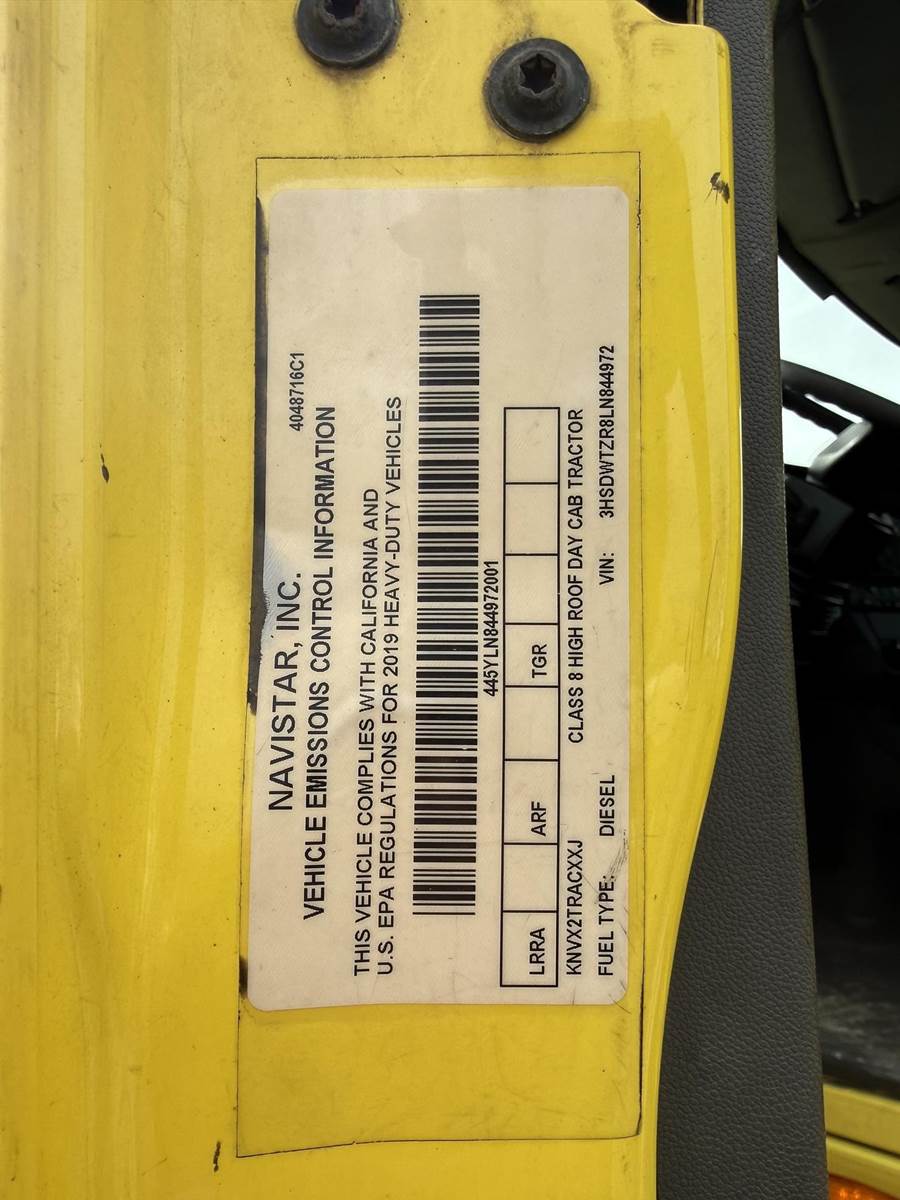 4048716C1
NAVISTAR, INC.
VEHICLE EMISSIONS CONTROL INFORMATION
THIS VEHICLE COMPLIES WITH CALIFORNIA AND
U.S. EPA REGULATIONS FOR 2019 HEAVY-DUTY VEHICLES
445YLN844972001
LRRA ARF TGR
KNVX2TRACXXJ CLASS 8 HIGH ROOF DAY CAB TRACTOR
FUEL TYPE: DIESEL VIN: 3HSDWTZR8LN844972